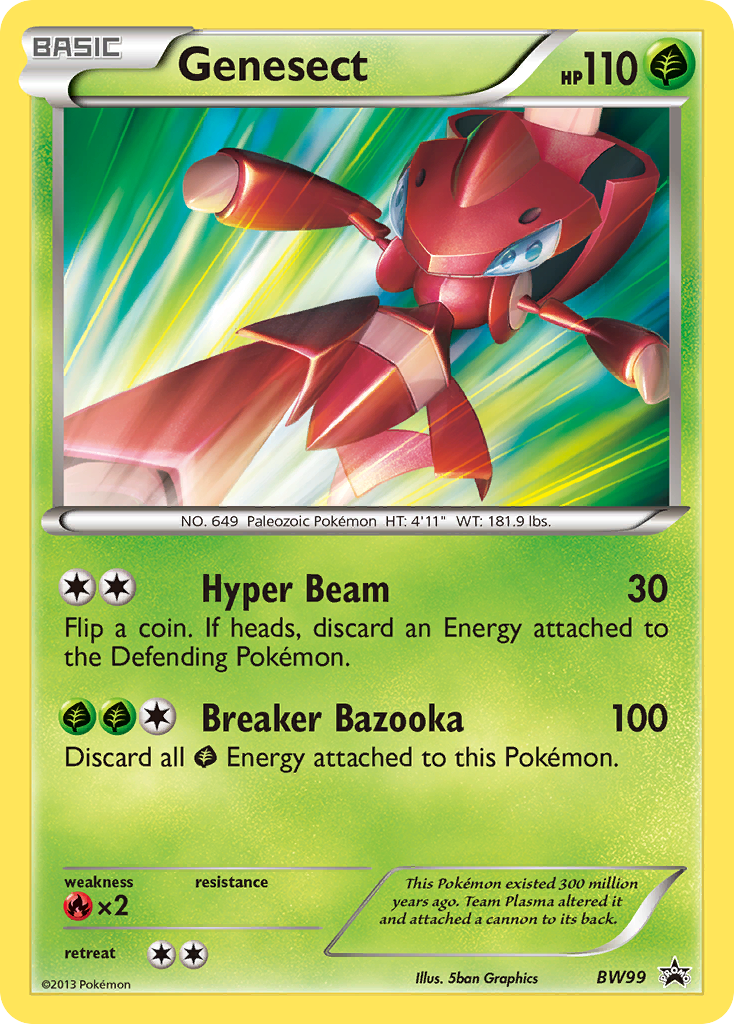 BASIC
Genesect
HP110
NO. 649 Paleozoic Pokémon HT: 4'11" WT: 181.9 lbs.
Hyper Beam 30
Flip a coin. If heads, discard an Energy attached to
the Defending Pokémon.
Breaker Bazooka 100
Discard all Energy attached to this Pokémon.
weakness resistance
×2
This Pokémon existed 300 million
years ago. Team Plasma altered it
and attached a cannon to its back.
retreat
©2013 Pokémon
Illus. 5ban Graphics
BW99
PROMO